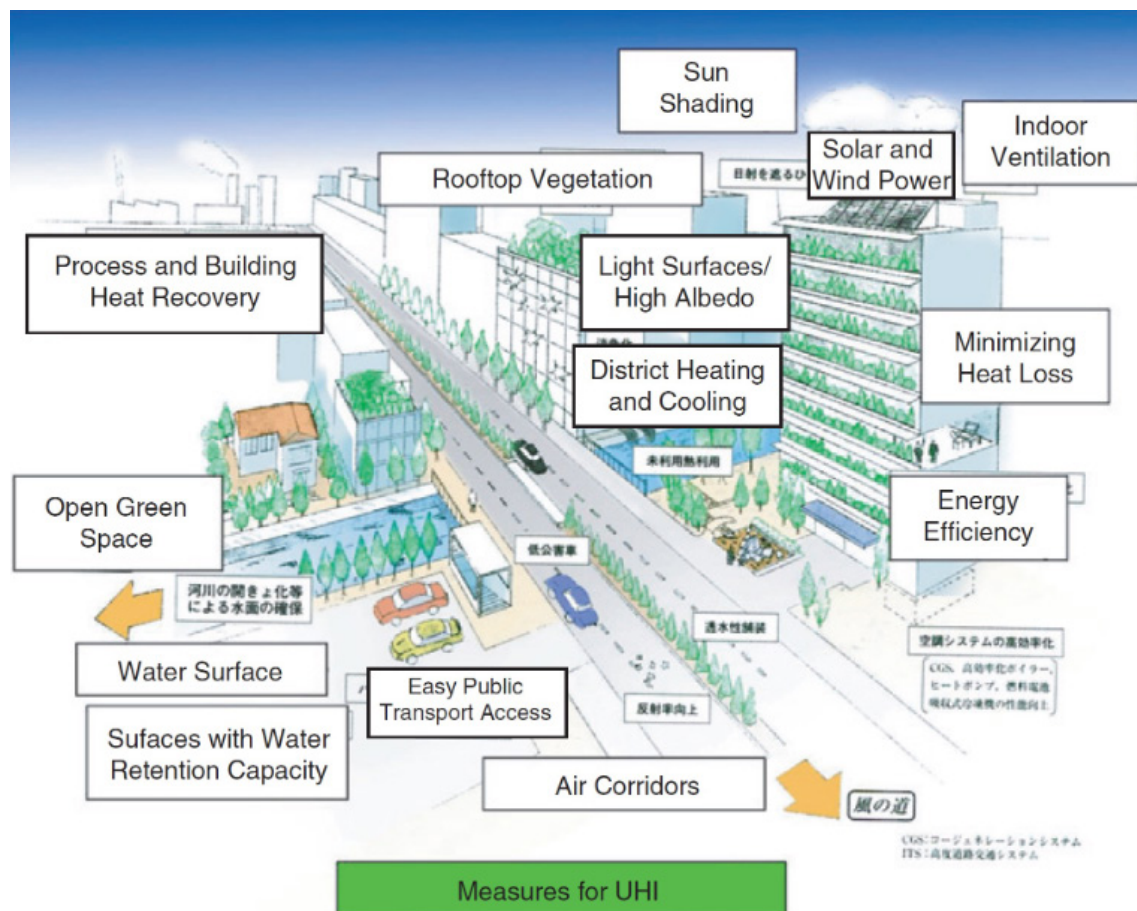 Sun
Shading
Indoor
Ventilation
Solar and
Wind Power
日射を遮るひ
Rooftop Vegetation
Process and Building
Heat Recovery
Light Surfaces/
High Albedo
Minimizing
Heat Loss
District Heating
and Cooling
未利用熱利用
Open Green
Space
Energy
Efficiency
低公害車
河川の開きょ化等
による水面の確保
透水性舗装
空調システムの高効率化
CGS、高効率化ボイラー、
ヒートポンプ、燃料電池
吸収式冷凍機の性能向上
Water Surface
Easy Public
Transport Access
反射率向上
Sufaces with Water
Retention Capacity
Air Corridors
風の道
CGS:コージェネレーションシステム
ITS:高度道路交通システム
Measures for UHI